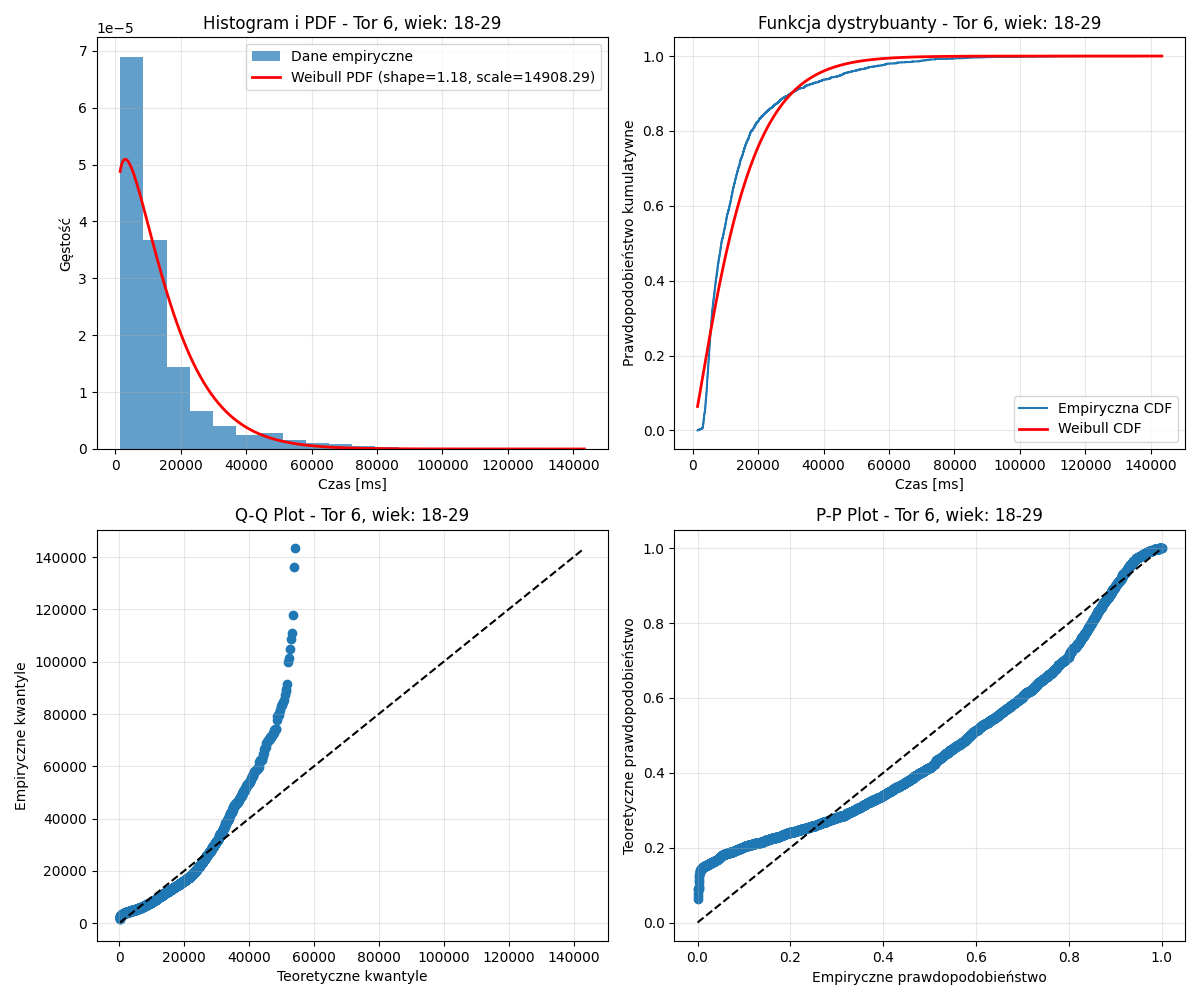 Histogram i PDF - Tor 6, wiek: 18-29
1e−5
Gęstość
7
6
5
4
3
2
1
0
Dane empiryczne
Weibull PDF (shape=1.18, scale=14908.29)
0 20000 40000 60000 80000 100000 120000 140000
Czas [ms]
Funkcja dystrybuanty - Tor 6, wiek: 18-29
Prawdopodobieństwo kumulatywne
1.0
0.8
0.6
0.4
0.2
0.0
Empiryczna CDF
Weibull CDF
0 20000 40000 60000 80000 100000 120000 140000
Czas [ms]
Q-Q Plot - Tor 6, wiek: 18-29
Empiryczne kwantyle
140000
120000
100000
80000
60000
40000
20000
0
0 20000 40000 60000 80000 100000 120000 140000
Teoretyczne kwantyle
P-P Plot - Tor 6, wiek: 18-29
Teoretyczne prawdopodobieństwo
1.0
0.8
0.6
0.4
0.2
0.0
0.0 0.2 0.4 0.6 0.8 1.0
Empiryczne prawdopodobieństwo